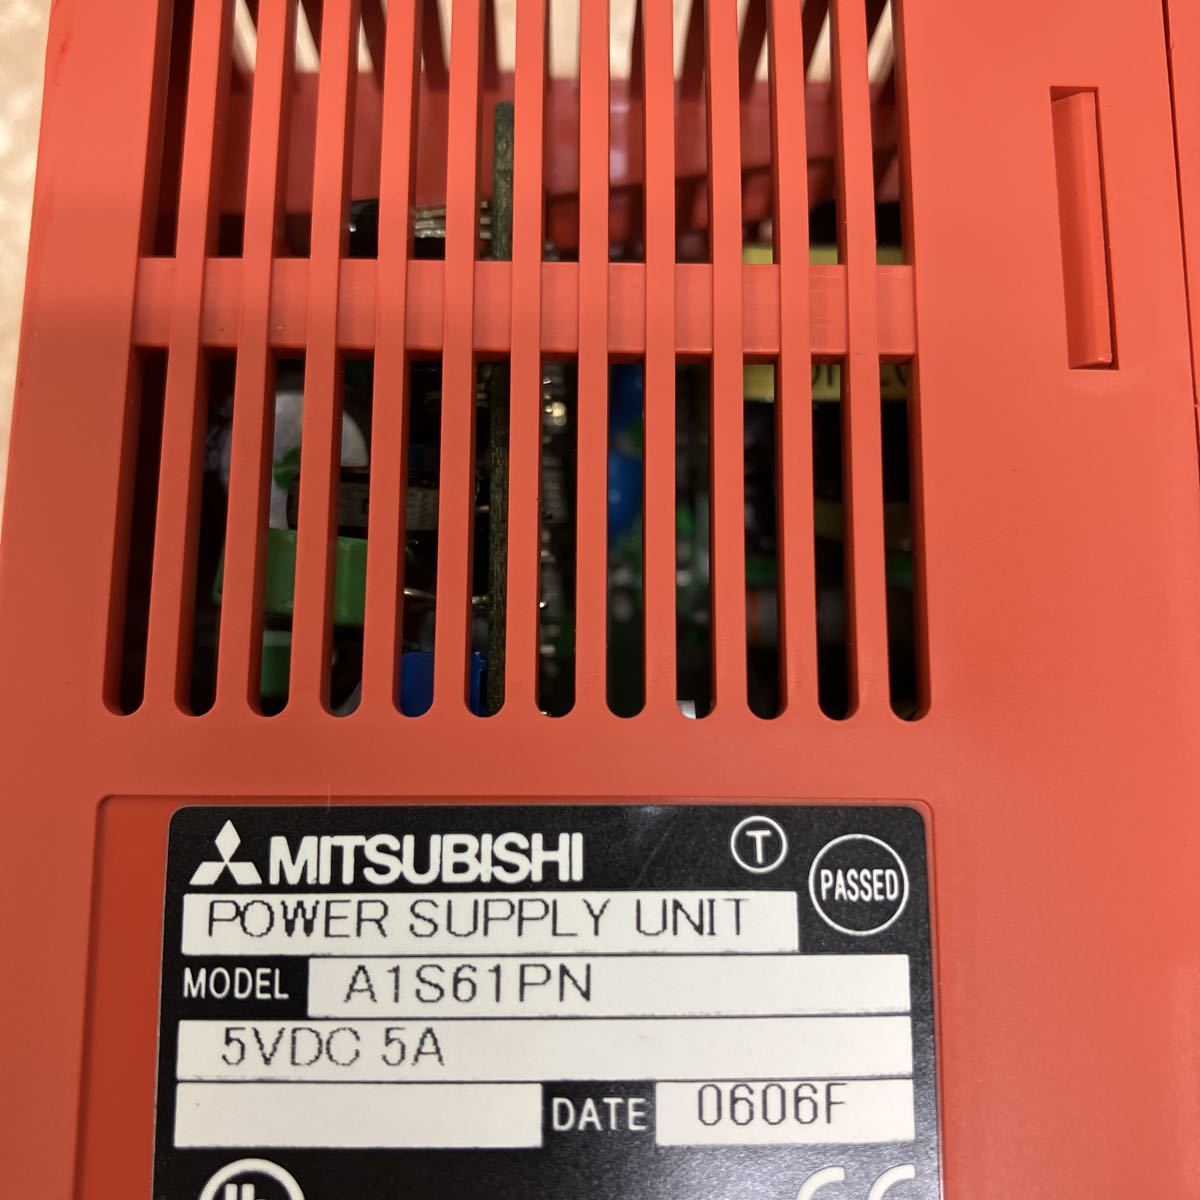 MITSUBISHI
T
PASSED
POWER SUPPLY UNIT
MODEL A1S61PN
5VDC 5A
DATE 0606F